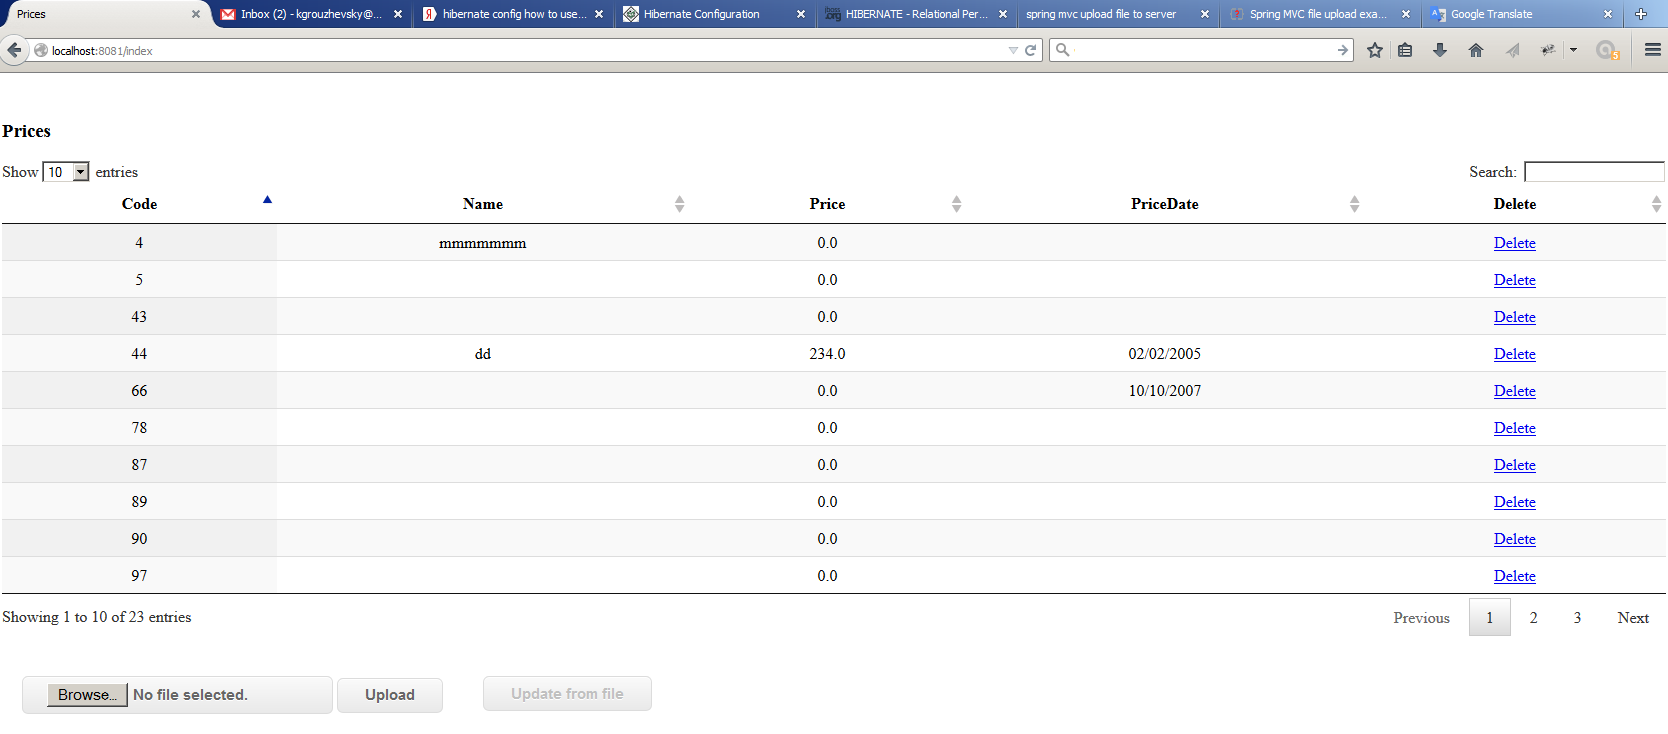 Prices
Inbox (2) - kgrouzhevsky@...
hibernate config how to use...
Hibernate Configuration
HIBERNATE - Relational Per...
spring mvc upload file to server
Spring MVC file upload exa...
Google Translate
localhost:8081/index
Prices
Show 10 entries
Search:
Code Name Price PriceDate Delete
4 mmmmmmm 0.0 Delete
5 0.0 Delete
43 0.0 Delete
44 dd 234.0 02/02/2005 Delete
66 0.0 10/10/2007 Delete
78 0.0 Delete
87 0.0 Delete
89 0.0 Delete
90 0.0 Delete
97 0.0 Delete
Showing 1 to 10 of 23 entries
Previous 1 2 3 Next
Browse... No file selected. Upload Update from file